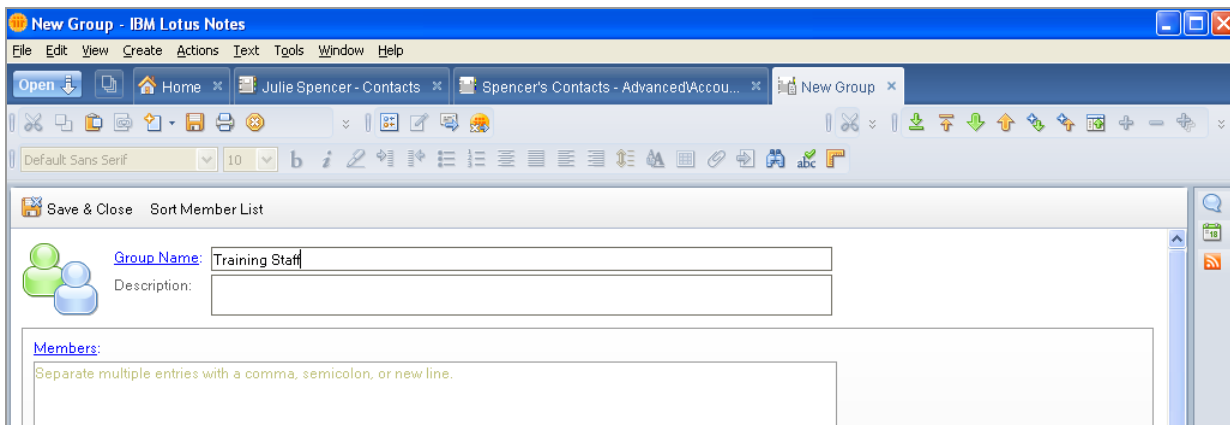 New Group - IBM Lotus Notes
File Edit View Create Actions Text Tools Window Help
Open Home Julie Spencer - Contacts Spencer's Contacts - Advanced\Accou... New Group
Default Sans Serif 10 b i abc
Save & Close Sort Member List
18
Group Name: Training Staff
Description:
Members:
Separate multiple entries with a comma, semicolon, or new line.